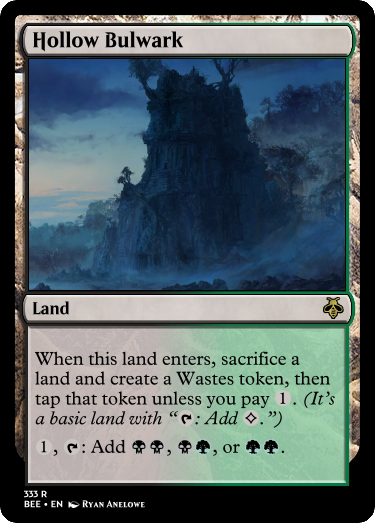 Hollow Bulwark
Land
When this land enters, sacrifice a
land and create a Wastes token, then
tap that token unless you pay 1. (It's
a basic land with “: Add .”)
1, : Add , , or .
333 R
BEE • EN Ryan Anelowe